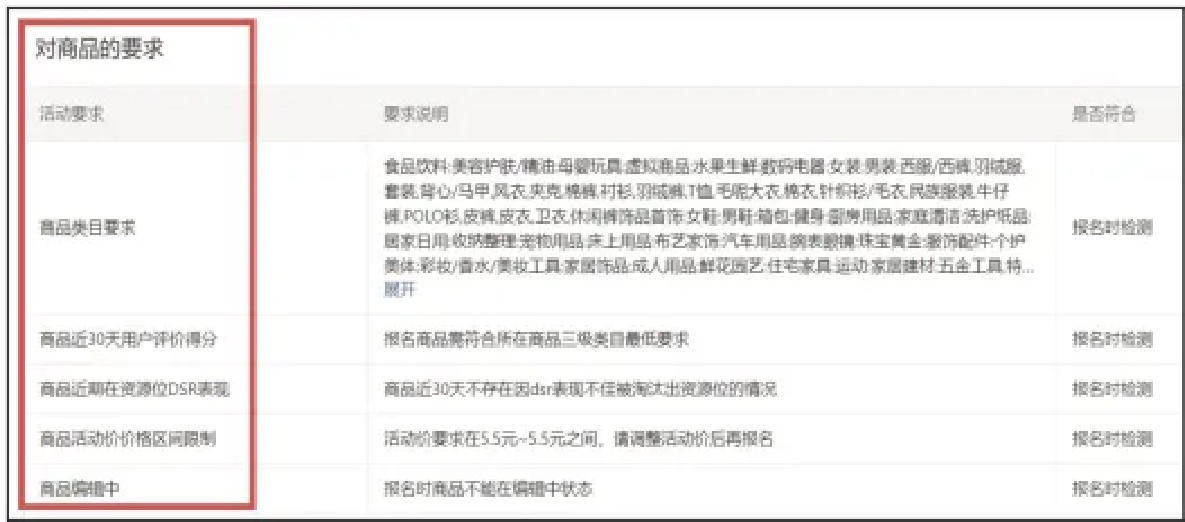 对商品的要求
活动要求 要求说明 是否符合
商品类目要求
食品饮料;美容护肤/精油;母婴玩具;虚拟商品;水果生鲜;数码电器;女装;男装;西服/西裤,羽绒服,
套装,背心/马甲,风衣,夹克,棉裤,衬衫,羽绒裤,T恤,毛呢大衣,棉衣,针织衫/毛衣,民族服装,牛仔
裤,POLO衫,皮裤,皮衣,卫衣,休闲裤;饰品首饰;女鞋;男鞋;箱包;健身;厨房用品;家庭清洁;洗护纸品;
居家日用;收纳整理;宠物用品;床上用品;布艺家饰;汽车用品;腕表眼镜;珠宝黄金;服饰配件;个护
美体;彩妆/香水/美妆工具;家居饰品;成人用品;鲜花园艺;住宅家具;运动;家居建材;五金工具,特...
展开
报名时检测
商品近30天用户评价得分 报名商品需符合所在商品三级类目最低要求 报名时检测
商品近期在资源位DSR表现 商品近30天不存在因dsr表现不佳被淘汰出资源位的情况 报名时检测
商品活动价价格区间限制 活动价要求在5.5元~5.5元之间，请调整活动价后再报名 报名时检测
商品编辑中 报名时商品不能在编辑中状态 报名时检测